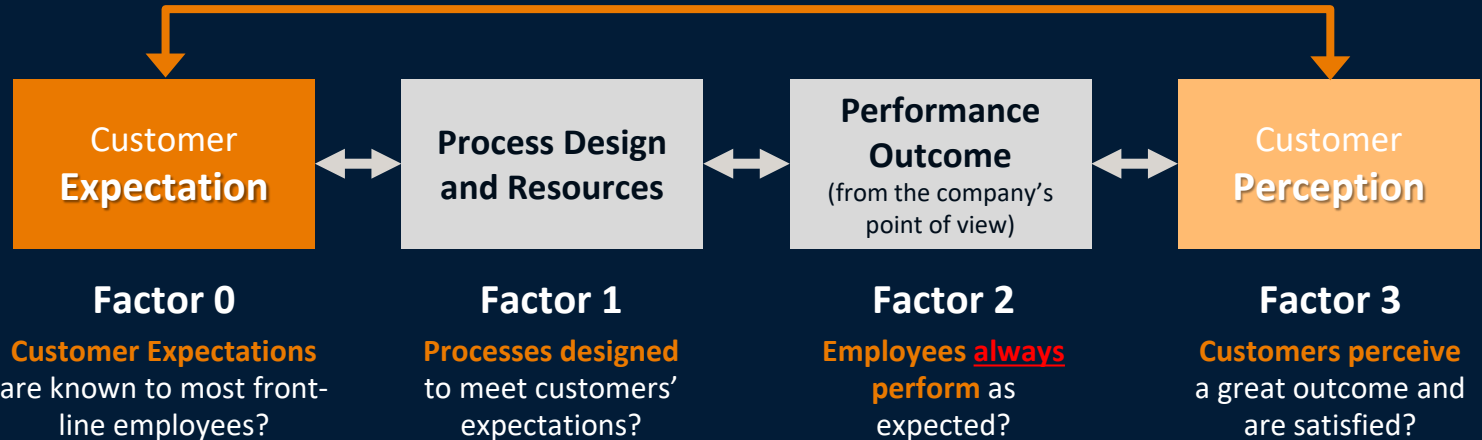 Customer
Expectation
Process Design
and Resources
Performance
Outcome
(from the company's
point of view)
Customer
Perception
Factor 0
Customer Expectations
are known to most front-
line employees?
Factor 1
Processes designed
to meet customers'
expectations?
Factor 2
Employees always
perform as
expected?
Factor 3
Customers perceive
a great outcome and
are satisfied?